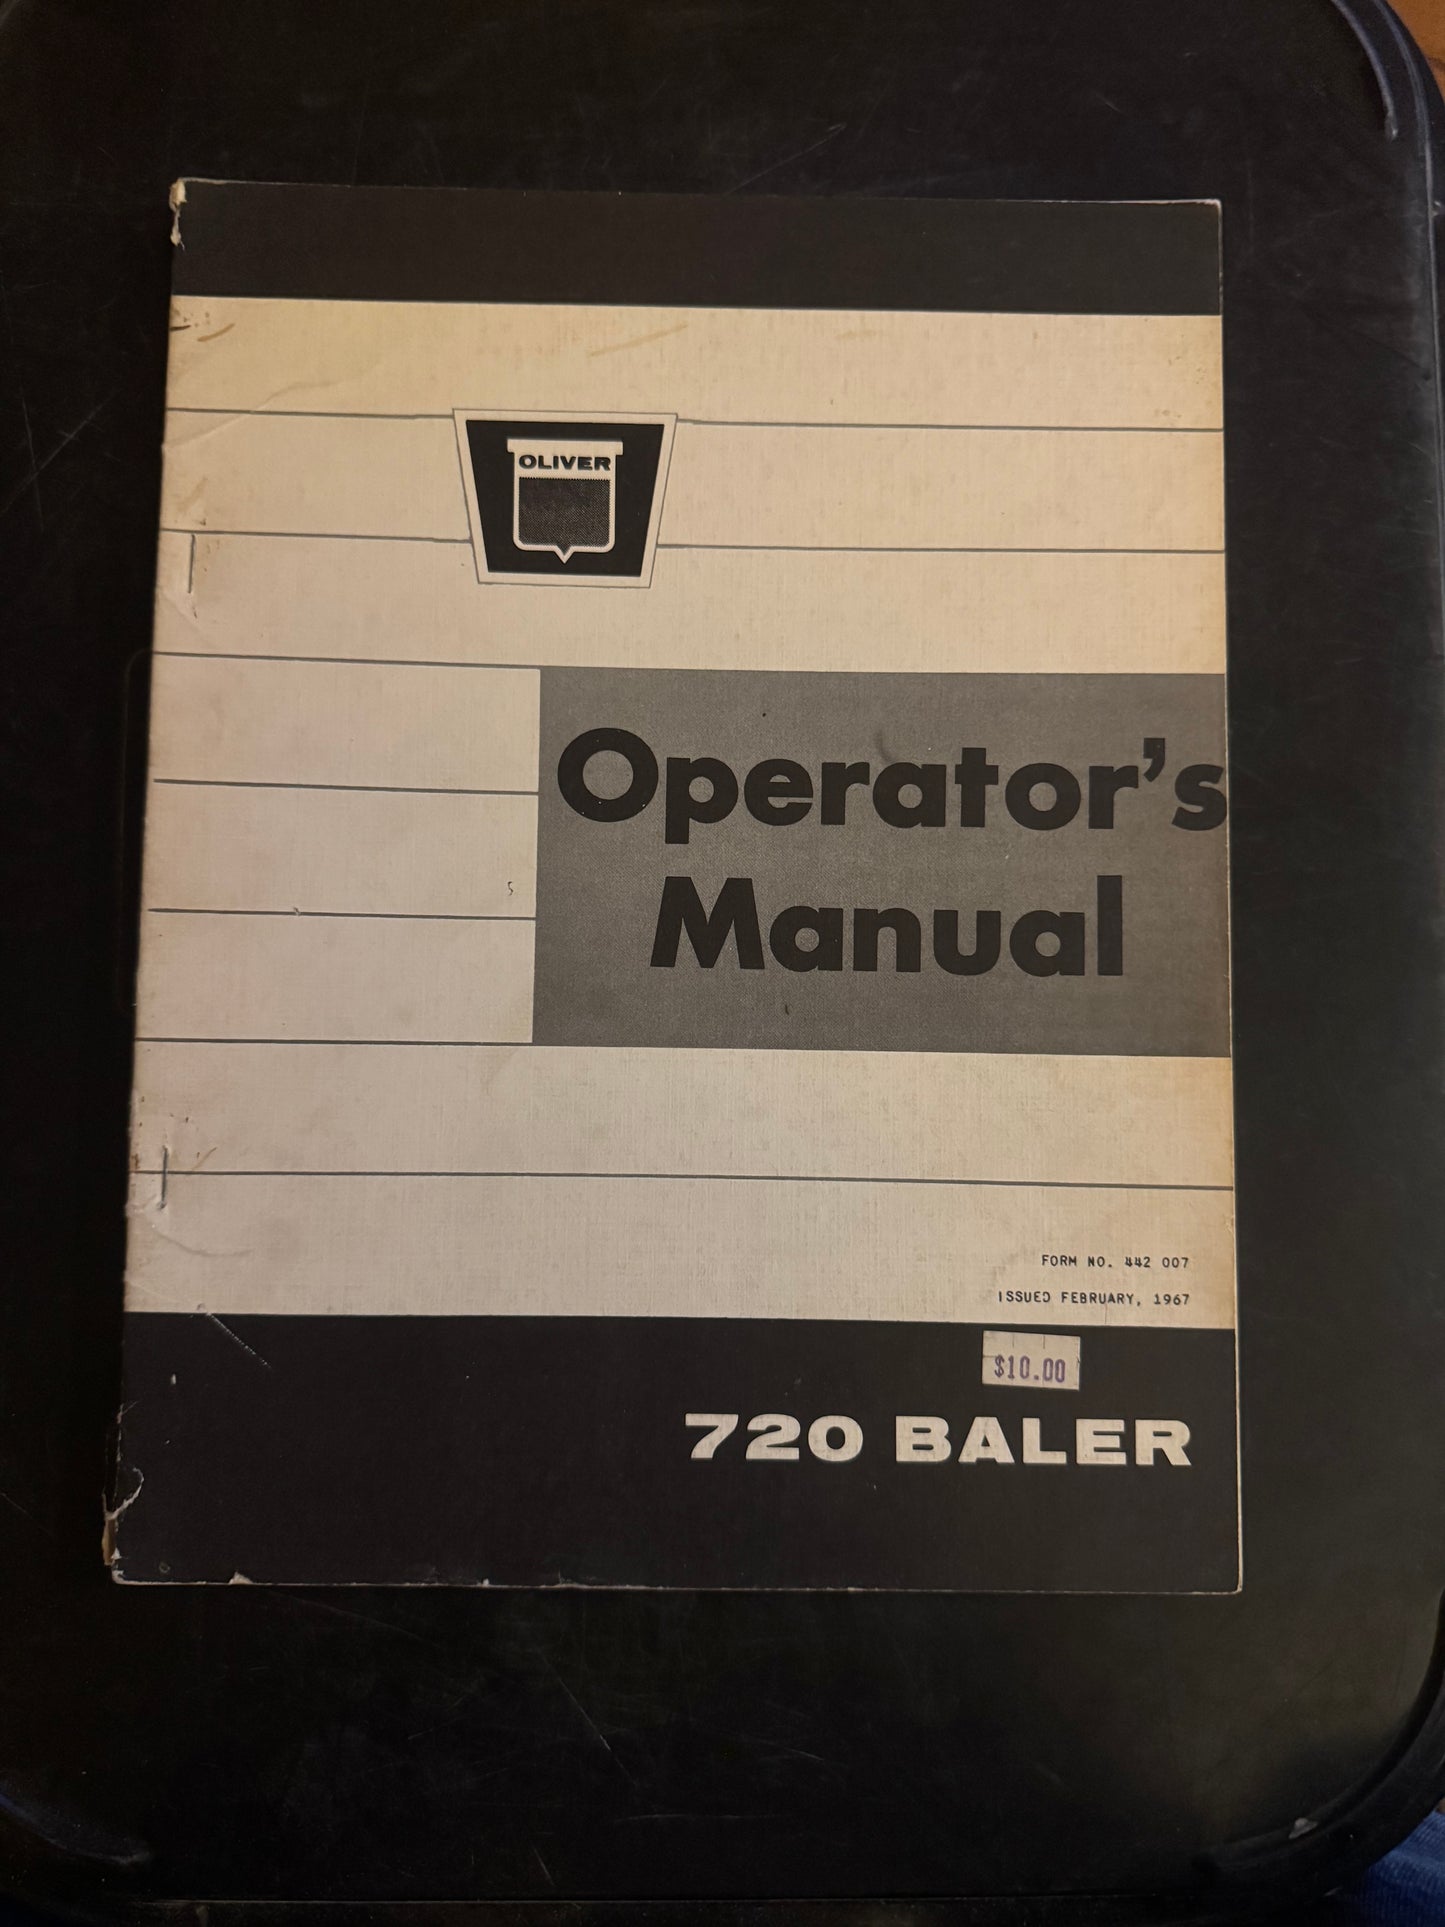 OLIVER
Operator's
Manual
FORM NO. 442 007
ISSUED FEBRUARY, 1967
$10.00
720 BALER